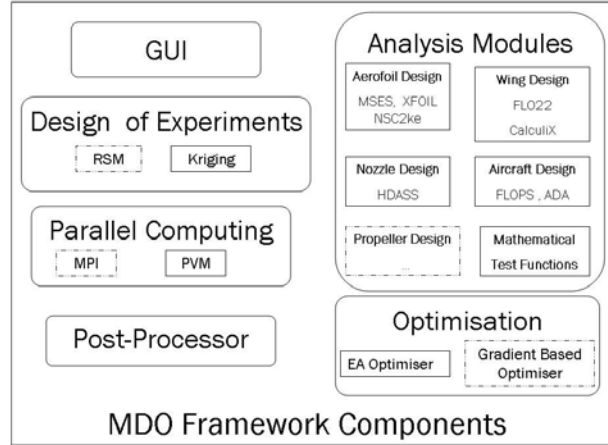 GUI
Design of Experiments
RSM
Kriging
Parallel Computing
MPI
PVM
Post-Processor
Analysis Modules
Aerofoil Design
MSES, XFOIL
NSC2ke
Wing Design
FLO22
CalculiX
Nozzle Design
HDASS
Aircraft Design
FLOPS , ADA
Propeller Design
...
Mathematical
Test Functions
Optimisation
EA Optimiser
Gradient Based
Optimiser
MDO Framework Components